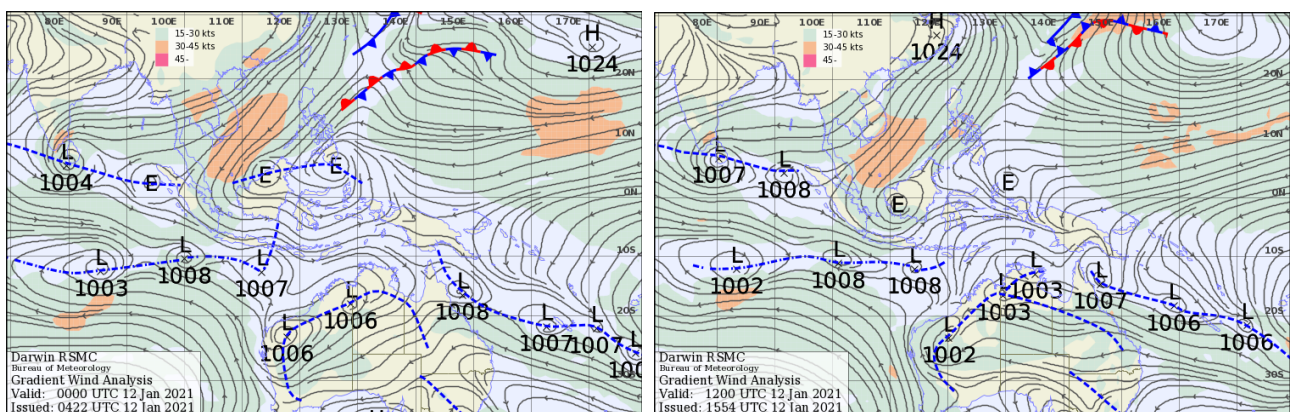 80E 90E 100E 110E 120E 130E 140E 150E 160E 170E
15-30 kts
30-45 kts
45-
H
1024
20N
10N
L
1004
E
E
E
0N
10S
L
1003
L
1008
L
1007
L
1008
L
1006
L
1006
L
1007
L
1007
L
20S
Darwin RSMC
Bureau of Meteorology
Gradient Wind Analysis
Valid: 0000 UTC 12 Jan 2021
Issued: 0422 UTC 12 Jan 2021
80E 90E 100E 110E 120E 130E 140E 150E 160E 170E
15-30 kts
30-45 kts
45-
H
1024
20N
10N
L
1007
L
1008
E
E
0N
10S
L
1002
L
1008
L
1008
L
1003
L
1003
L
1007
L
1006
L
1006
L
1002
20S
30S
Darwin RSMC
Bureau of Meteorology
Gradient Wind Analysis
Valid: 1200 UTC 12 Jan 2021
Issued: 1554 UTC 12 Jan 2021